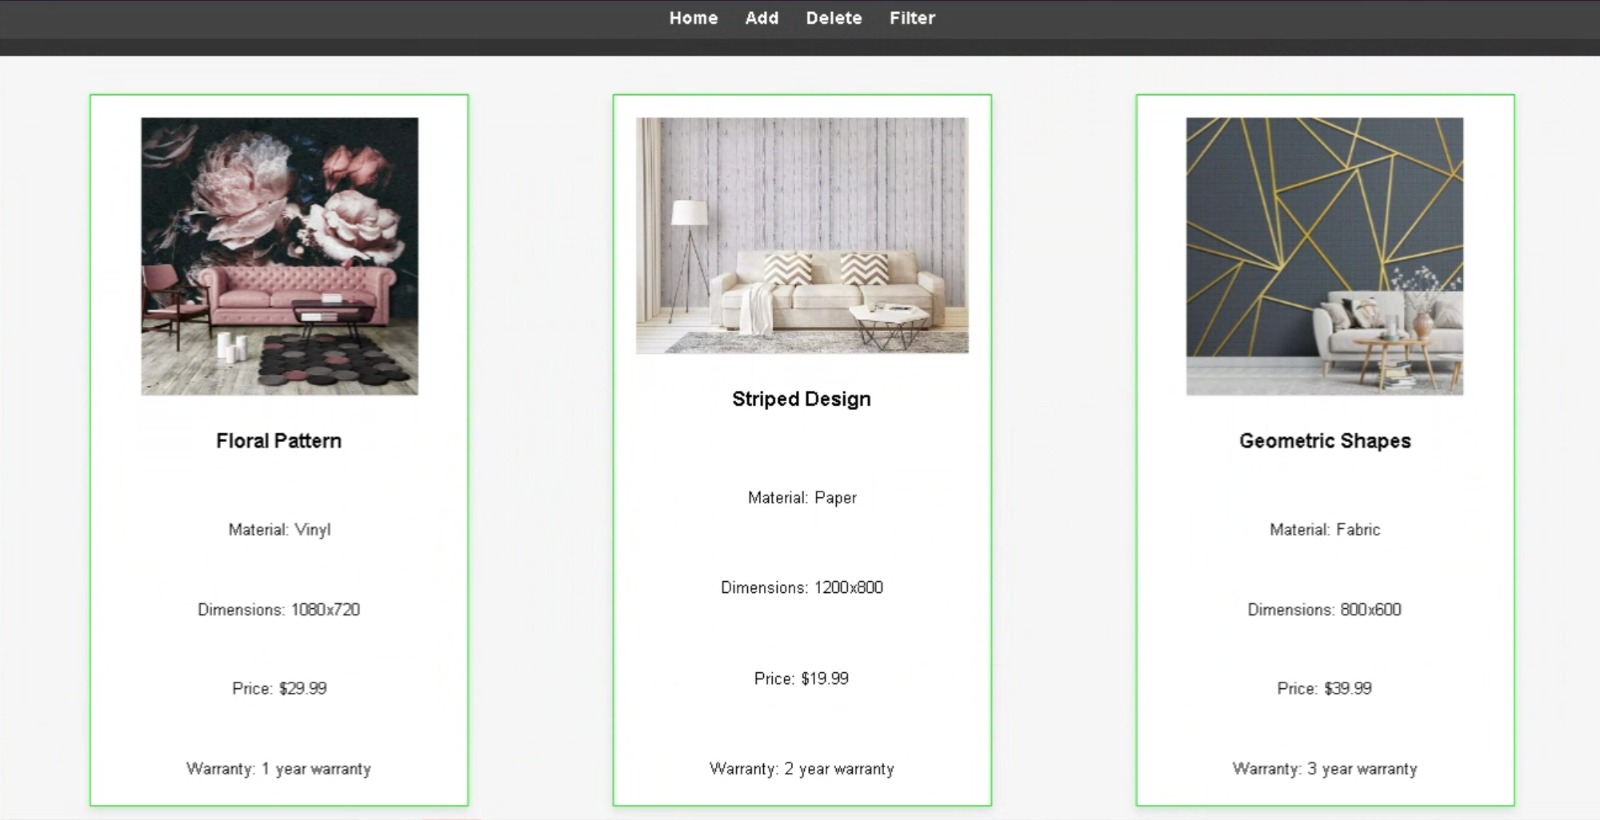 Home Add Delete Filter
Floral Pattern
Material: Vinyl
Dimensions: 1080x720
Price: $29.99
Warranty: 1 year warranty
Striped Design
Material: Paper
Dimensions: 1200x800
Price: $19.99
Warranty: 2 year warranty
Geometric Shapes
Material: Fabric
Dimensions: 800x600
Price: $39.99
Warranty: 3 year warranty